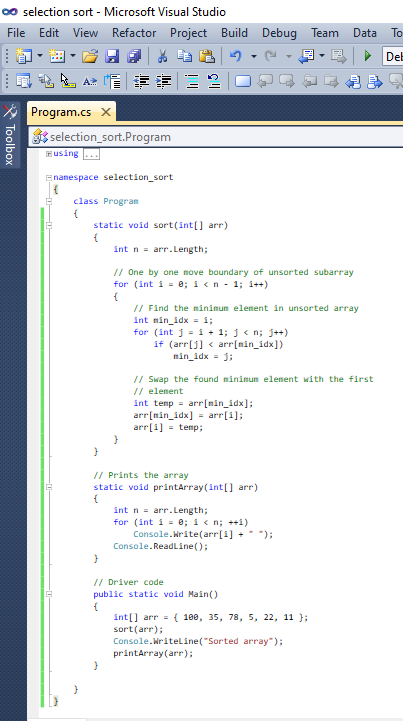 selection sort - Microsoft Visual Studio
File Edit View Refactor Project Build Debug Team Data To
Deb
Toolbox
Program.cs X
selection_sort.Program
using ...
namespace selection_sort
{
class Program
{
static void sort(int[] arr)
{
int n = arr.Length;
// One by one move boundary of unsorted subarray
for (int i = 0; i < n - 1; i++)
{
// Find the minimum element in unsorted array
int min_idx = i;
for (int j = i + 1; j < n; j++)
if (arr[j] < arr[min_idx])
min_idx = j;
// Swap the found minimum element with the first
// element
int temp = arr[min_idx];
arr[min_idx] = arr[i];
arr[i] = temp;
}
}
// Prints the array
static void printArray(int[] arr)
{
int n = arr.Length;
for (int i = 0; i < n; ++i)
Console.Write(arr[i] + " ");
Console.ReadLine();
}
// Driver code
public static void Main()
{
int[] arr = { 100, 35, 78, 5, 22, 11 };
sort(arr);
Console.WriteLine("Sorted array");
printArray(arr);
}
}
}